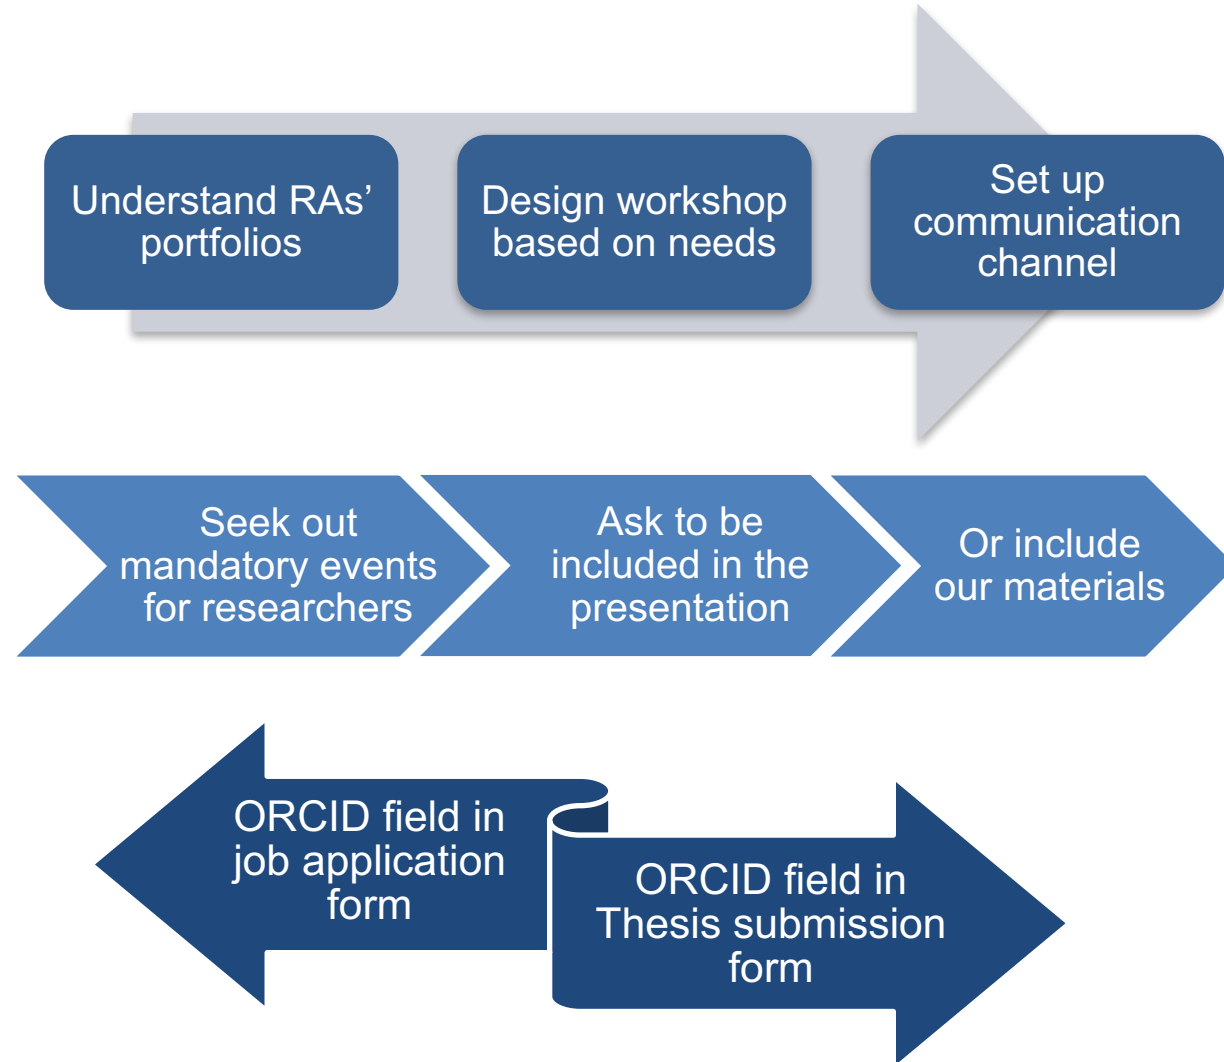 Understand RAs’
portfolios
Design workshop
based on needs
Set up
communication
channel
Seek out
mandatory events
for researchers
Ask to be
included in the
presentation
Or include
our materials
ORCID field in
job application
form
ORCID field in
Thesis submission
form